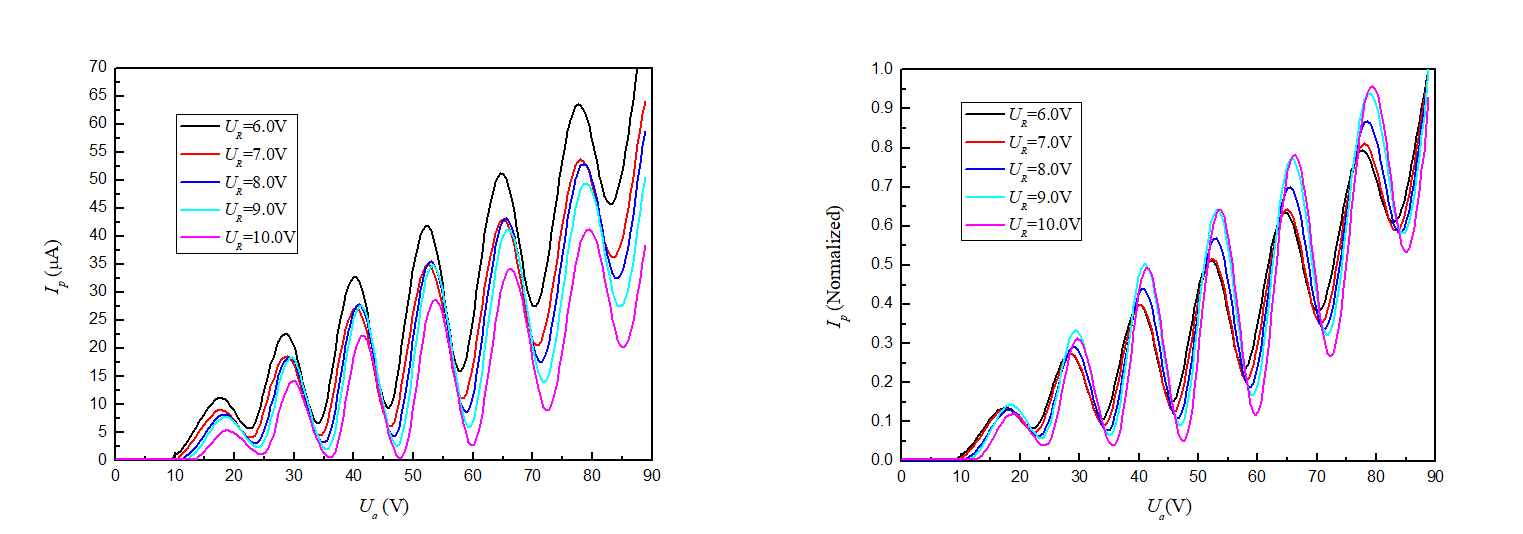 70
65
60
55
50
45
40
35
30
25
20
15
10
5
0
I_p (μA)
U_R=6.0V
U_R=7.0V
U_R=8.0V
U_R=9.0V
U_R=10.0V
0 10 20 30 40 50 60 70 80 90
U_a (V)
1.0
0.9
0.8
0.7
0.6
0.5
0.4
0.3
0.2
0.1
0.0
I_p (Normalized)
U_R=6.0V
U_R=7.0V
U_R=8.0V
U_R=9.0V
U_R=10.0V
0 10 20 30 40 50 60 70 80 90
U_a(V)